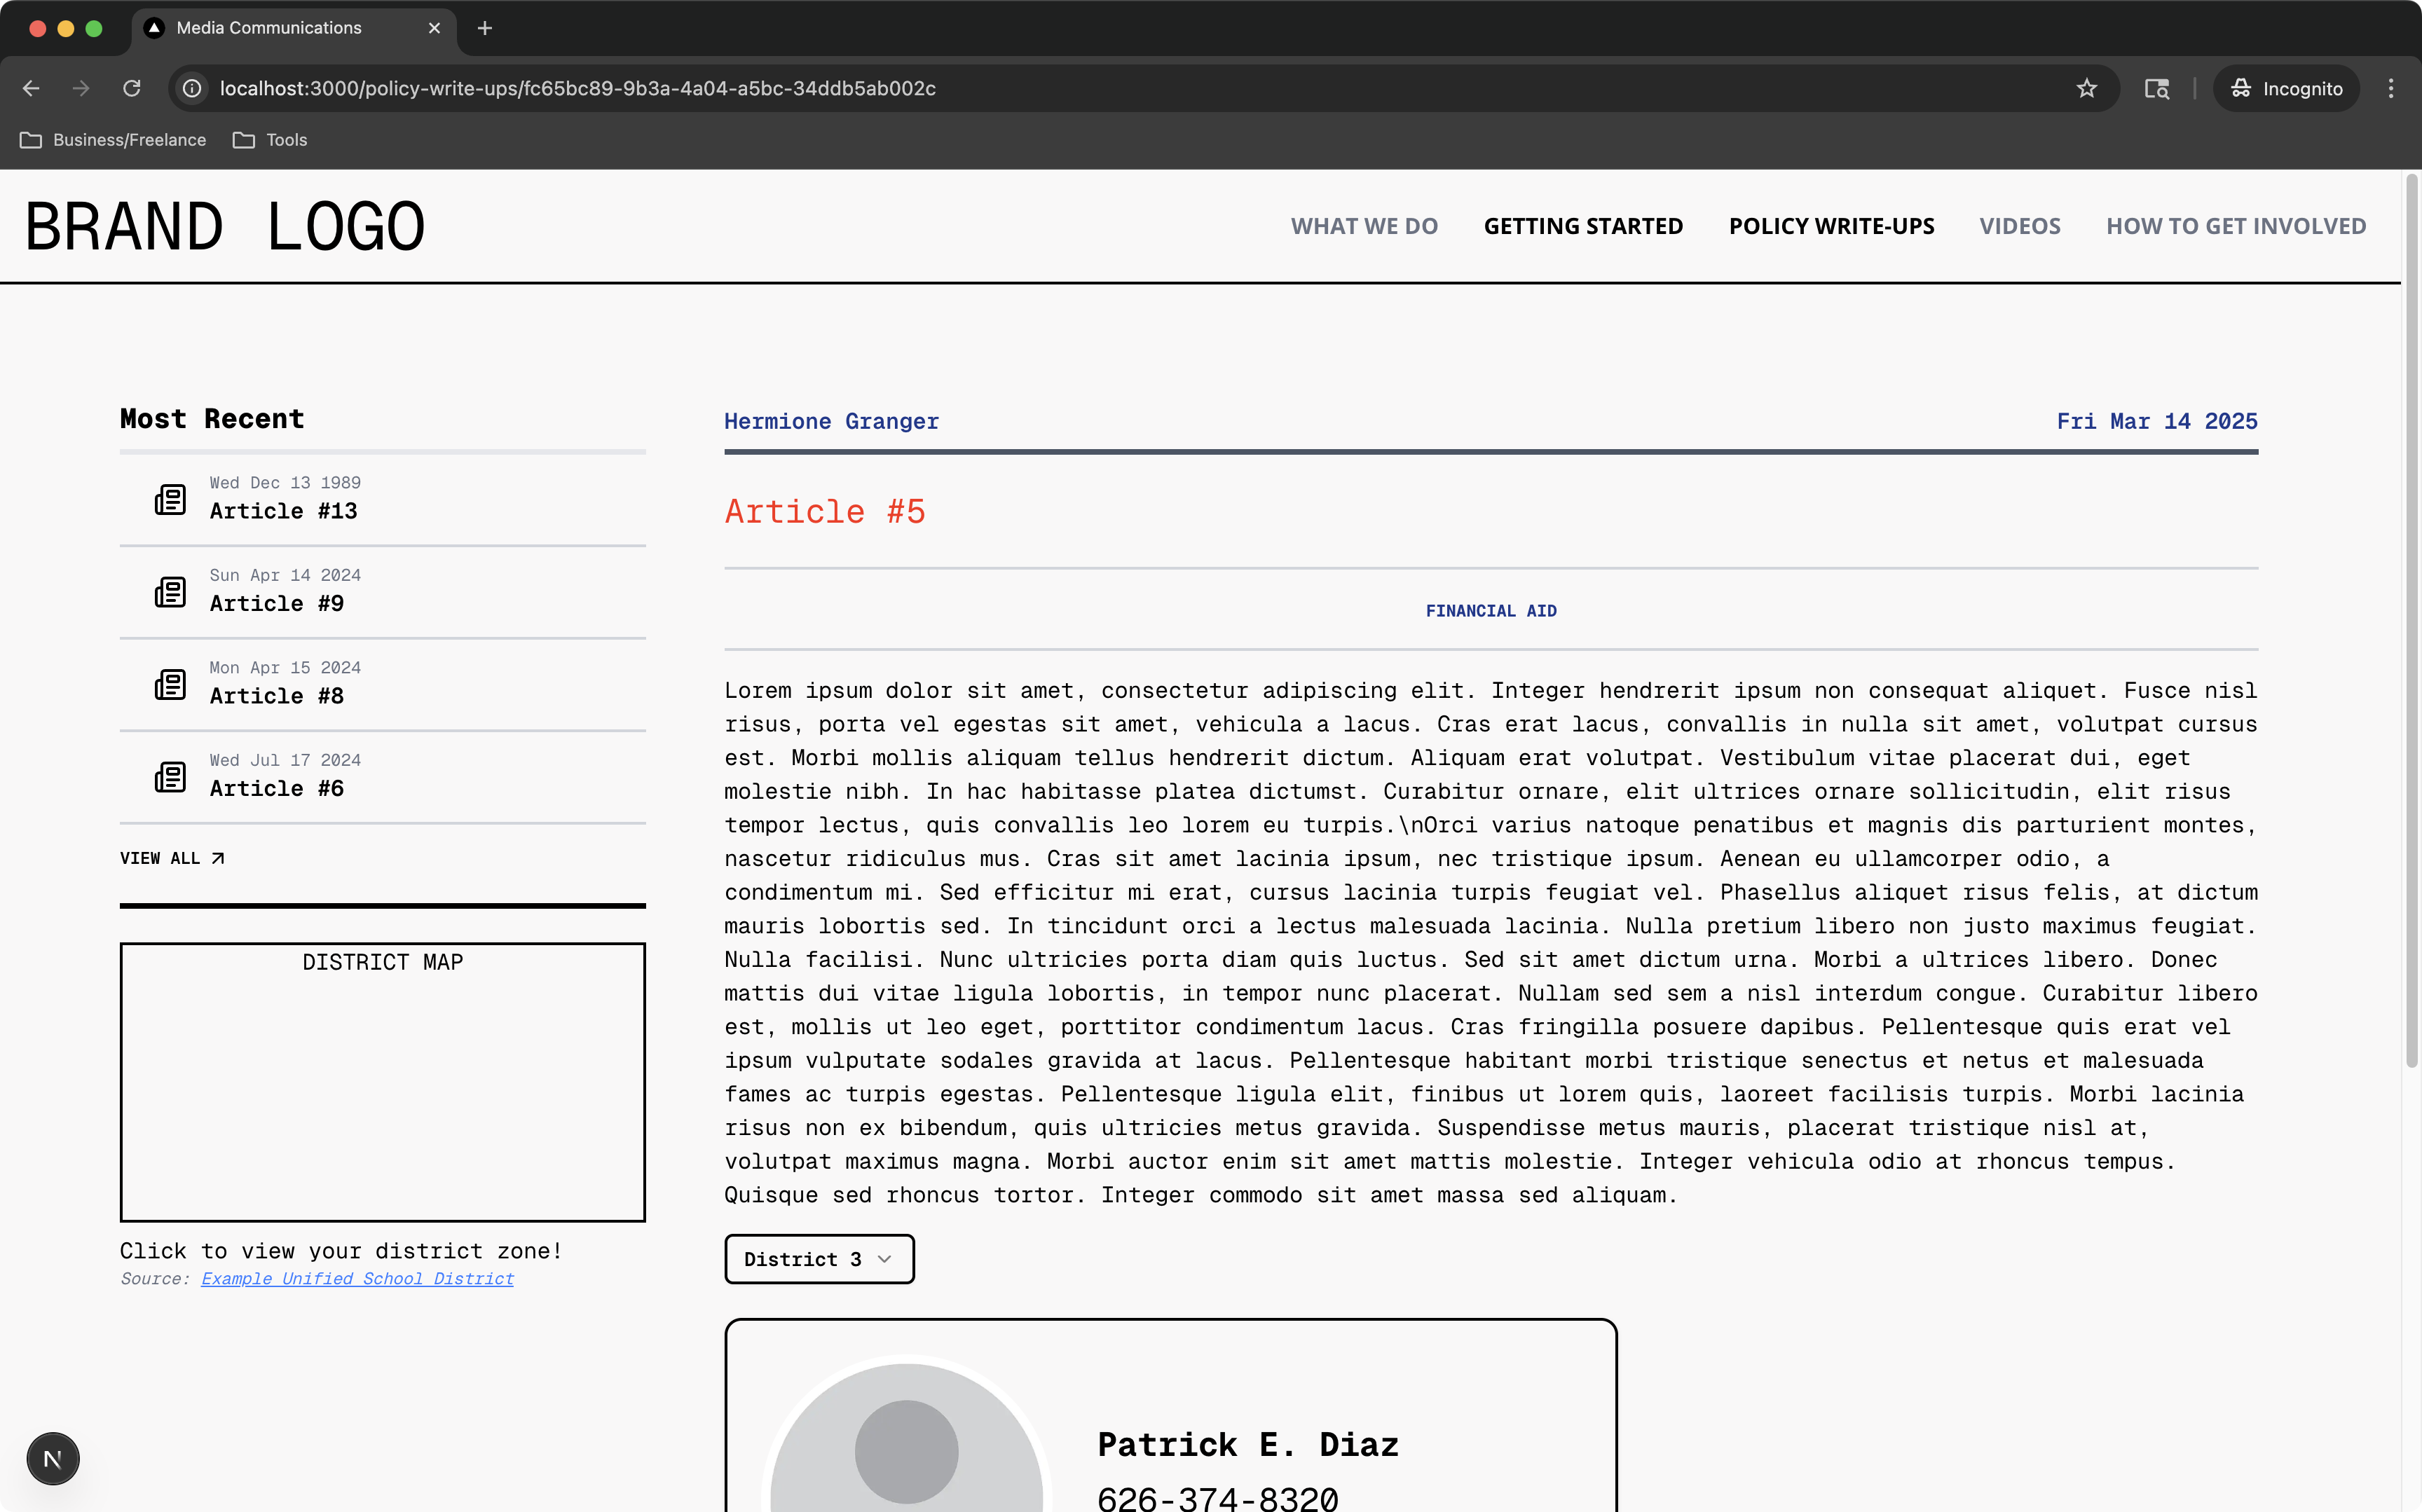 Media Communications
localhost:3000/policy-write-ups/fc65bc89-9b3a-4a04-a5bc-34ddb5ab002c
Incognito
Business/Freelance
Tools
BRAND LOGO
WHAT WE DO
GETTING STARTED
POLICY WRITE-UPS
VIDEOS
HOW TO GET INVOLVED
Most Recent
Wed Dec 13 1989
Article #13
Sun Apr 14 2024
Article #9
Mon Apr 15 2024
Article #8
Wed Jul 17 2024
Article #6
VIEW ALL
DISTRICT MAP
Click to view your district zone!
Source: Example Unified School District
Hermione Granger
Fri Mar 14 2025
Article #5
FINANCIAL AID
Lorem ipsum dolor sit amet, consectetur adipiscing elit. Integer hendrerit ipsum non consequat aliquet. Fusce nisl
risus, porta vel egestas sit amet, vehicula a lacus. Cras erat lacus, convallis in nulla sit amet, volutpat cursus
est. Morbi mollis aliquam tellus hendrerit dictum. Aliquam erat volutpat. Vestibulum vitae placerat dui, eget
molestie nibh. In hac habitasse platea dictumst. Curabitur ornare, elit ultrices ornare sollicitudin, elit risus
tempor lectus, quis convallis leo lorem eu turpis.\nOrci varius natoque penatibus et magnis dis parturient montes,
nascetur ridiculus mus. Cras sit amet lacinia ipsum, nec tristique ipsum. Aenean eu ullamcorper odio, a
condimentum mi. Sed efficitur mi erat, cursus lacinia turpis feugiat vel. Phasellus aliquet risus felis, at dictum
mauris lobortis sed. In tincidunt orci a lectus malesuada lacinia. Nulla pretium libero non justo maximus feugiat.
Nulla facilisi. Nunc ultricies porta diam quis luctus. Sed sit amet dictum urna. Morbi a ultrices libero. Donec
mattis dui vitae ligula lobortis, in tempor nunc placerat. Nullam sed sem a nisl interdum congue. Curabitur libero
est, mollis ut leo eget, porttitor condimentum lacus. Cras fringilla posuere dapibus. Pellentesque quis erat vel
ipsum vulputate sodales gravida at lacus. Pellentesque habitant morbi tristique senectus et netus et malesuada
fames ac turpis egestas. Pellentesque ligula elit, finibus ut lorem quis, laoreet facilisis turpis. Morbi lacinia
risus non ex bibendum, quis ultricies metus gravida. Suspendisse metus mauris, placerat tristique nisl at,
volutpat maximus magna. Morbi auctor enim sit amet mattis molestie. Integer vehicula odio at rhoncus tempus.
Quisque sed rhoncus tortor. Integer commodo sit amet massa sed aliquam.
District 3
Patrick E. Diaz
626-374-8320
N